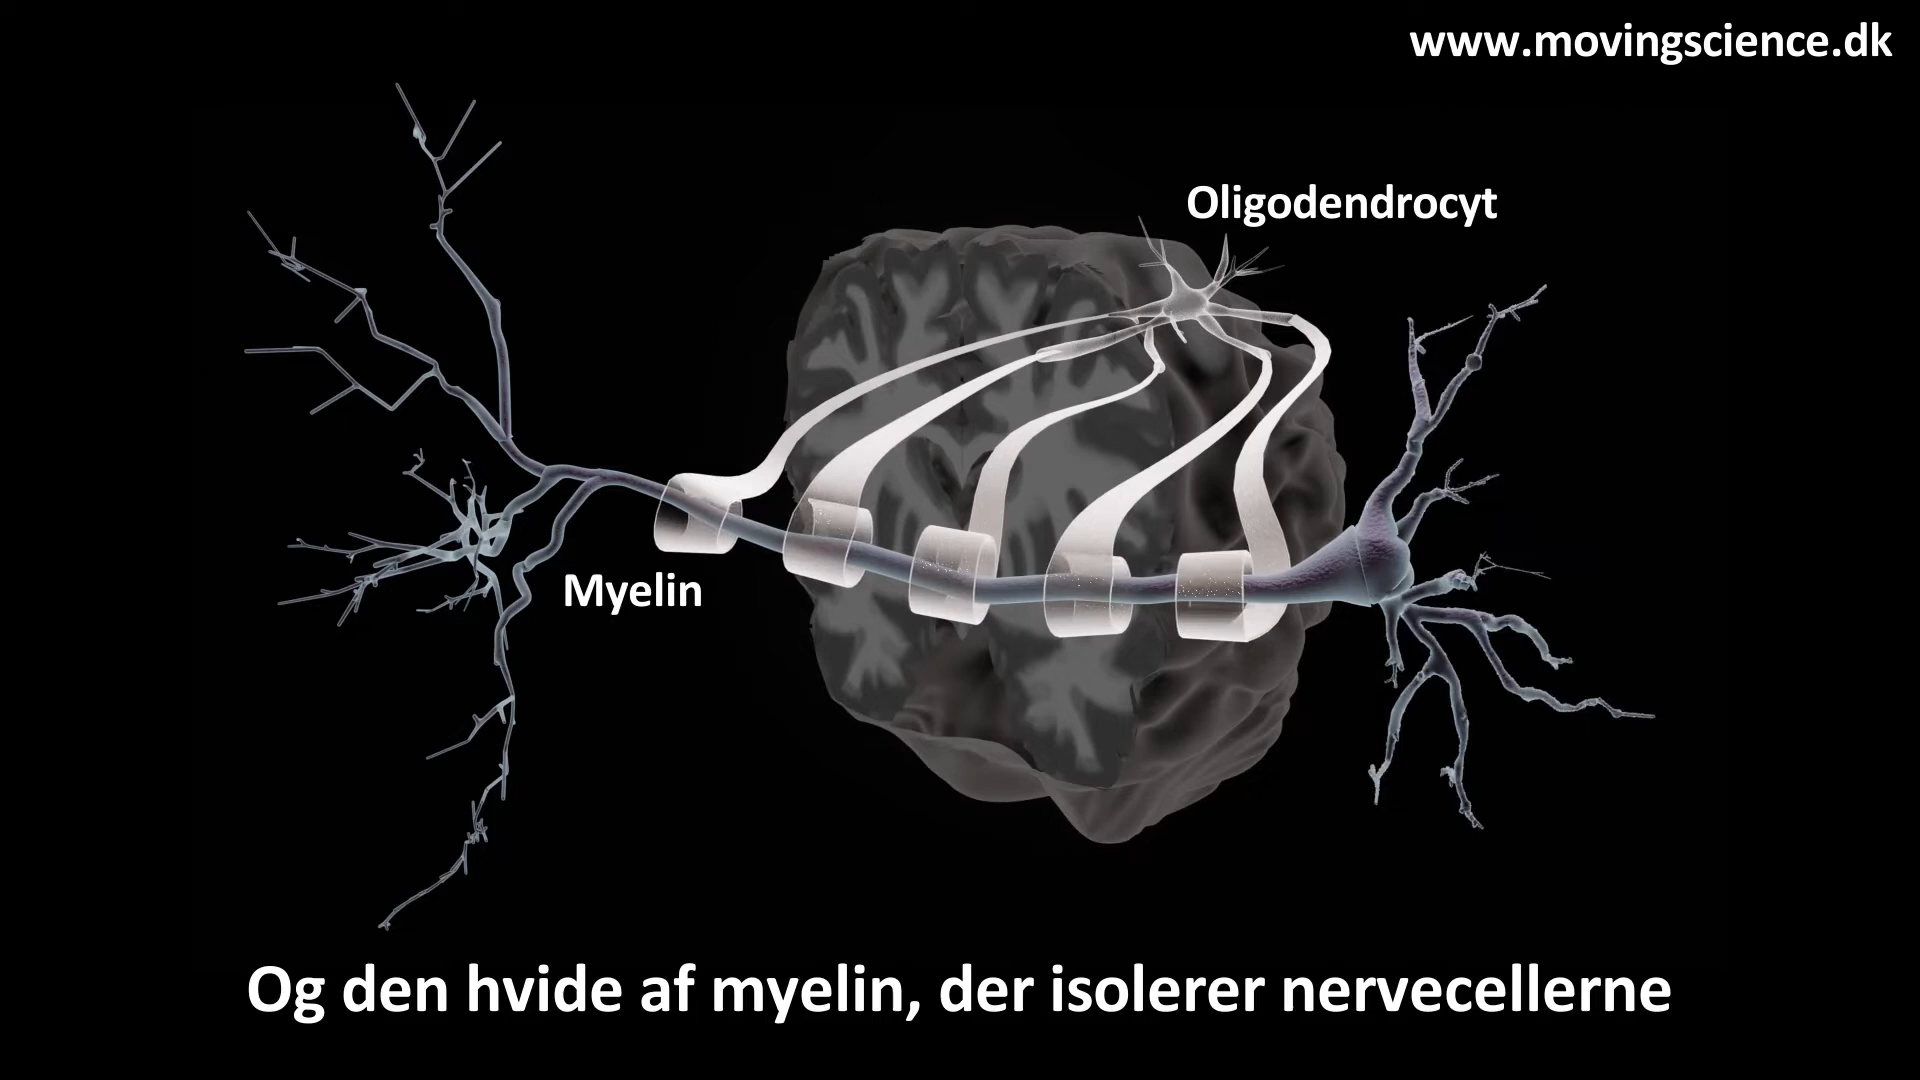 www.movingscience.dk
Oligodendrocyt
Myelin
Og den hvide af myelin, der isolerer nervecellerne